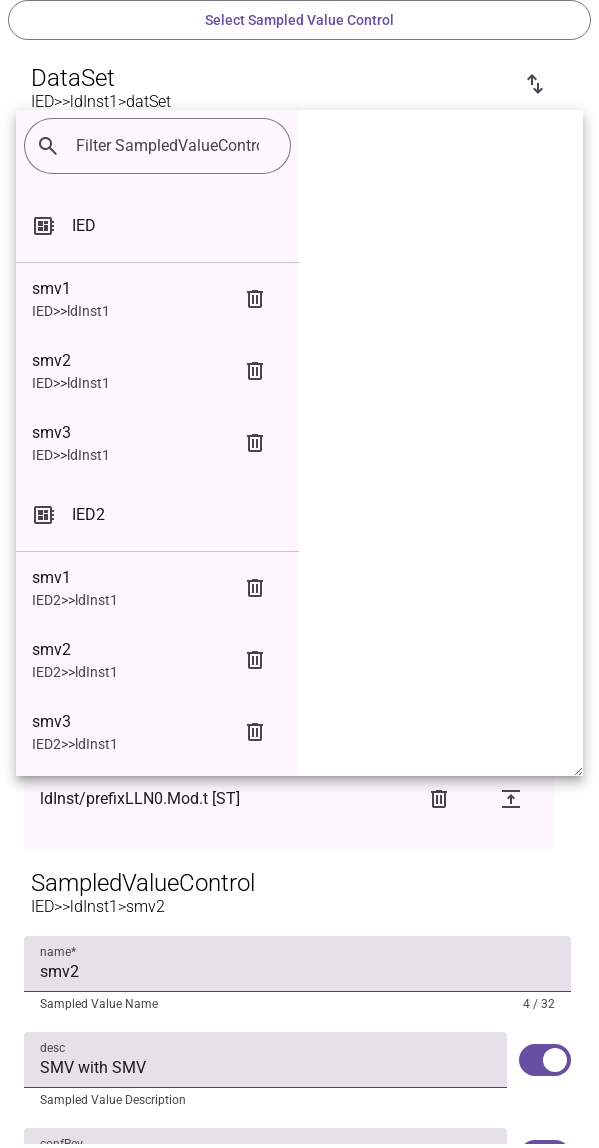 Select Sampled Value Control
DataSet
IED>>ldInst1>datSet
Filter SampledValueContro
IED
smv1
IED>>ldInst1
smv2
IED>>ldInst1
smv3
IED>>ldInst1
IED2
smv1
IED2>>ldInst1
smv2
IED2>>ldInst1
smv3
IED2>>ldInst1
ldInst/prefixLLN0.Mod.t [ST]
SampledValueControl
IED>>ldInst1>smv2
name*
smv2
Sampled Value Name 4 / 32
desc
SMV with SMV
Sampled Value Description
confRev